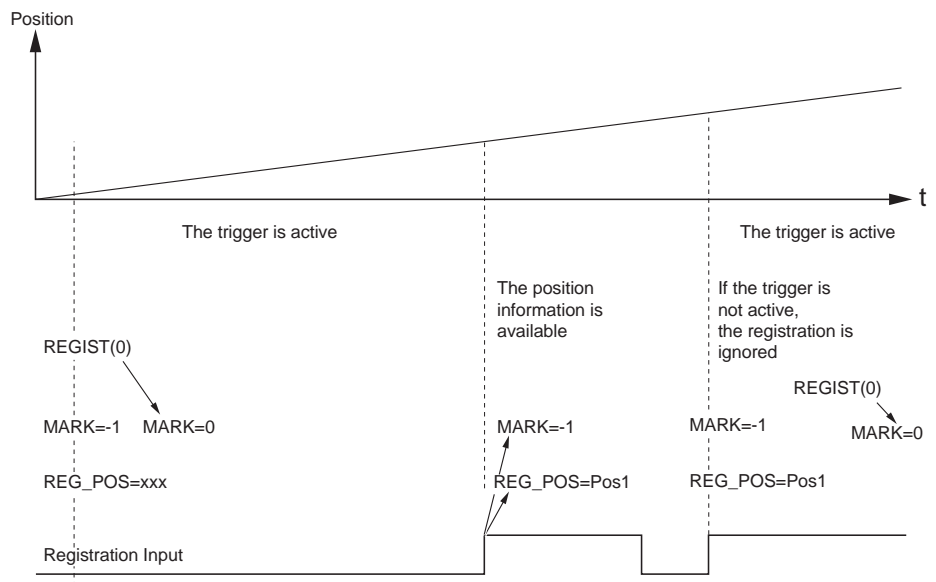 Position
t
The trigger is active
The trigger is active
The position
information is
available
If the trigger is
not active,
the registration is
ignored
REGIST(0)
REGIST(0)
MARK=-1
MARK=0
MARK=-1
MARK=-1
MARK=0
REG_POS=xxx
REG_POS=Pos1
REG_POS=Pos1
Registration Input